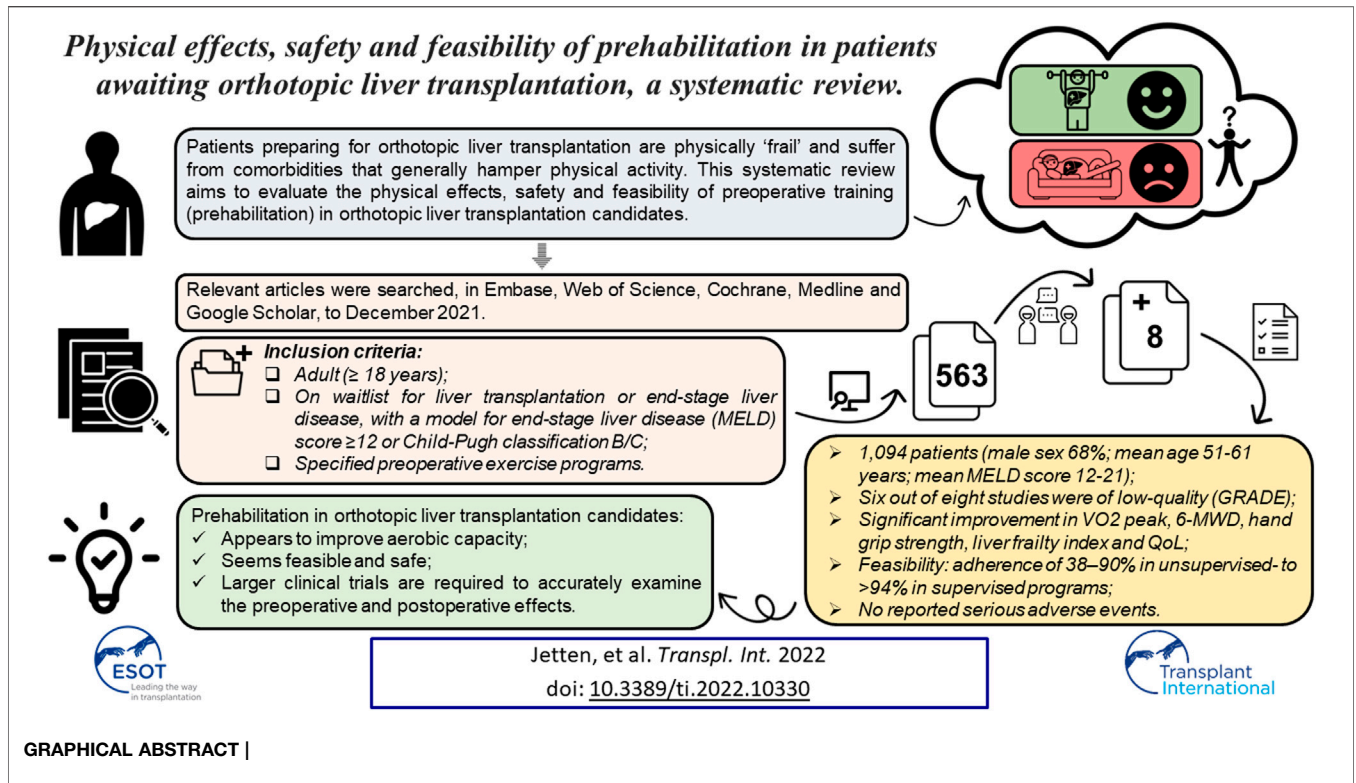 Physical effects, safety and feasibility of prehabilitation in patients
awaiting orthotopic liver transplantation, a systematic review.
?
Patients preparing for orthotopic liver transplantation are physically ‘frail’ and suffer
from comorbidities that generally hamper physical activity. This systematic review
aims to evaluate the physical effects, safety and feasibility of preoperative training
(prehabilitation) in orthotopic liver transplantation candidates.
Relevant articles were searched, in Embase, Web of Science, Cochrane, Medline and
Google Scholar, to December 2021.
Inclusion criteria:
❑ Adult (≥ 18 years);
❑ On waitlist for liver transplantation or end-stage liver
disease, with a model for end-stage liver disease (MELD)
score ≥12 or Child-Pugh classification B/C;
❑ Specified preoperative exercise programs.
563
+
8
➢ 1,094 patients (male sex 68%; mean age 51-61
years; mean MELD score 12-21);
➢ Six out of eight studies were of low-quality (GRADE);
➢ Significant improvement in VO2 peak, 6-MWD, hand
grip strength, liver frailty index and QoL;
➢ Feasibility: adherence of 38–90% in unsupervised- to
>94% in supervised programs;
➢ No reported serious adverse events.
Prehabilitation in orthotopic liver transplantation candidates:
✓ Appears to improve aerobic capacity;
✓ Seems feasible and safe;
✓ Larger clinical trials are required to accurately examine
the preoperative and postoperative effects.
ESOT
Leading the way
in transplantation
Jetten, et al. Transpl. Int. 2022
doi: 10.3389/ti.2022.10330
Transplant
International
GRAPHICAL ABSTRACT |